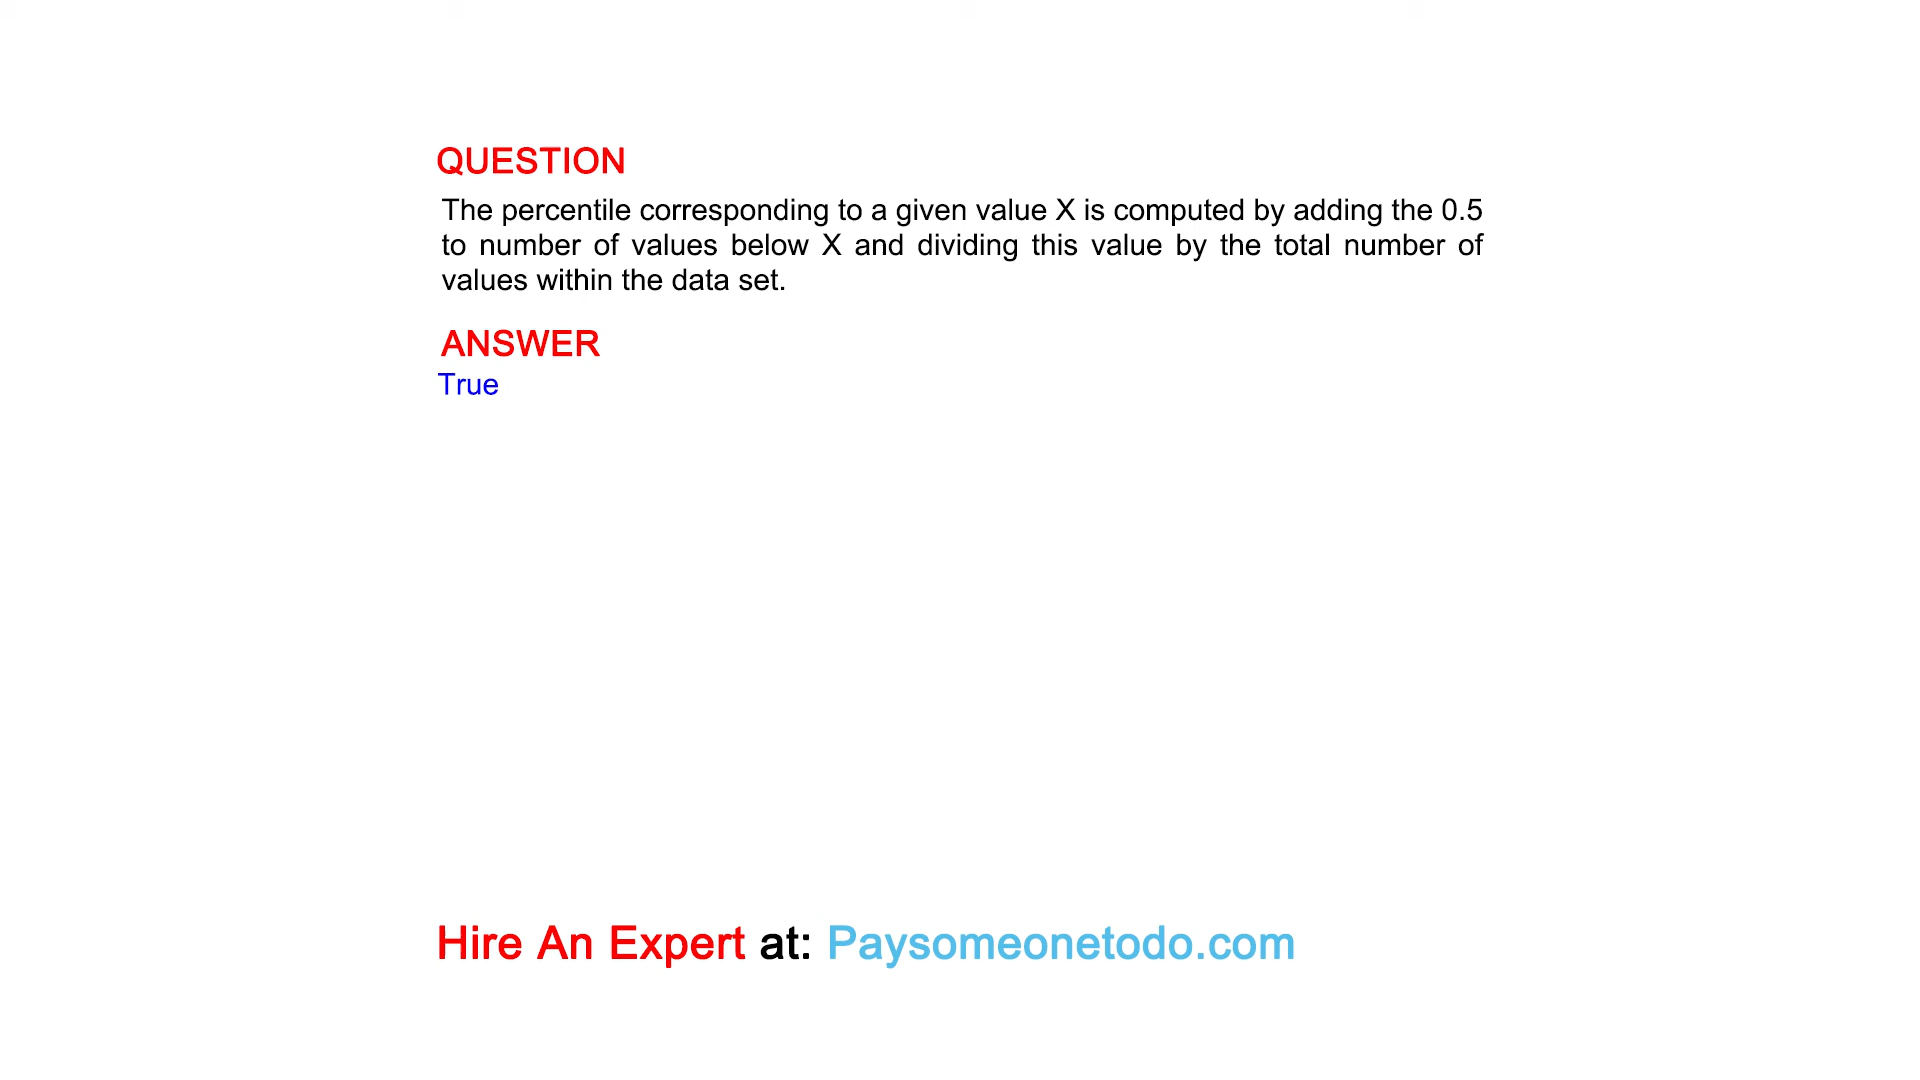 QUESTION
The percentile corresponding to a given value X is computed by adding the 0.5
to number of values below X and dividing this value by the total number of
values within the data set.
ANSWER
True
Hire An Expert at: Paysomeonetodo.com